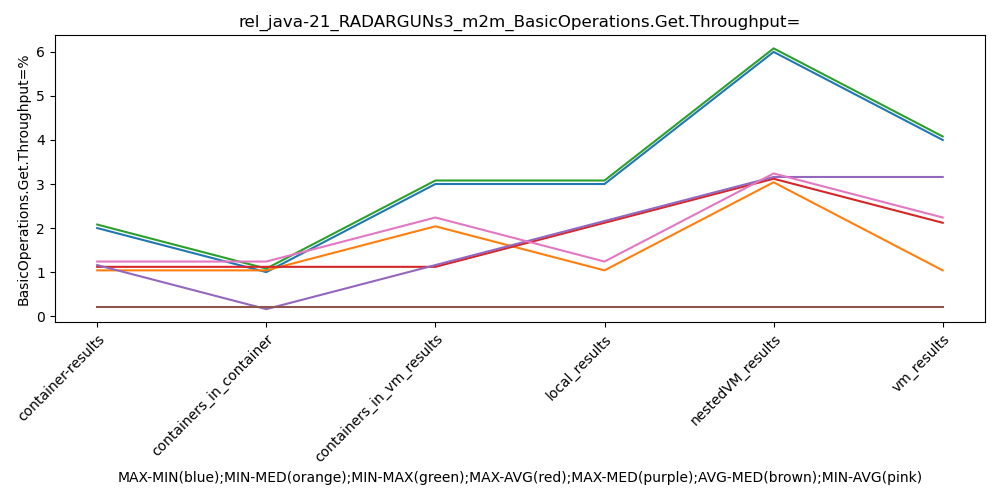 rel_java-21_RADARGUNs3_m2m_BasicOperations.Get.Throughput=
BasicOperations.Get.Throughput=%
6
5
4
3
2
1
0
container-results
containers_in_container
containers_in_vm_results
local_results
nestedVM_results
vm_results
MAX-MIN(blue);MIN-MED(orange);MIN-MAX(green);MAX-AVG(red);MAX-MED(purple);AVG-MED(brown);MIN-AVG(pink)